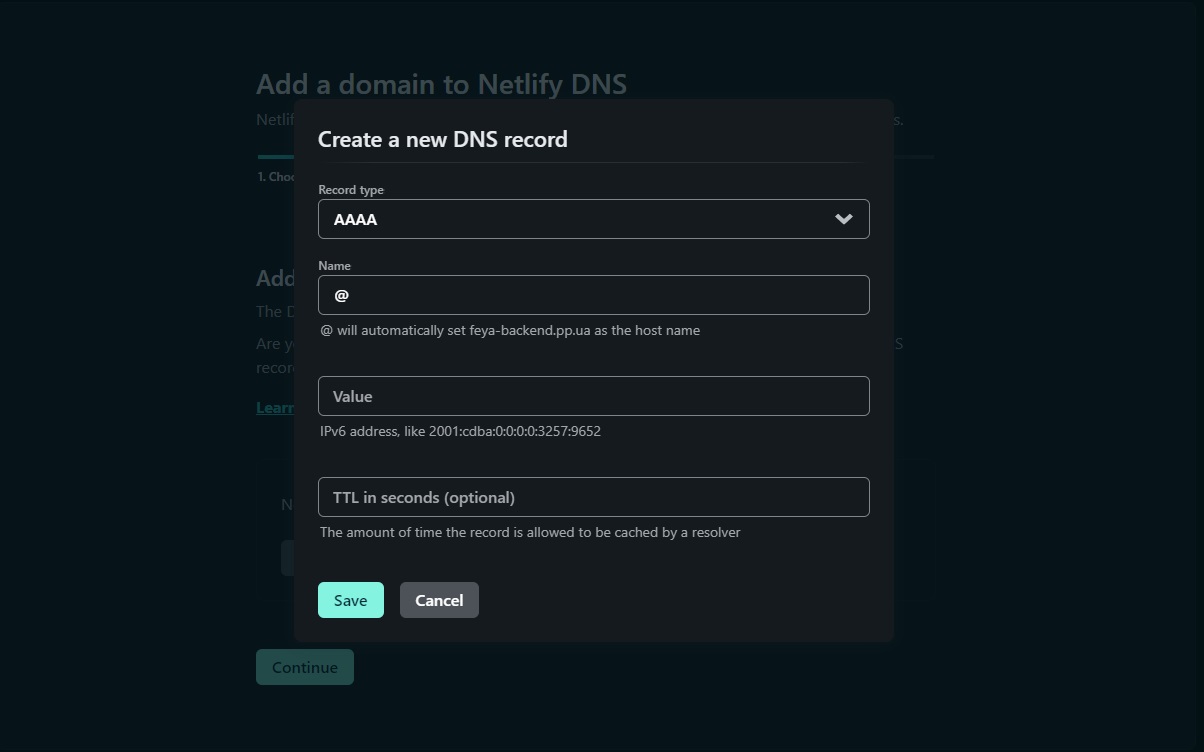 Add a domain to Netlify DNS
Netlif
s.
Create a new DNS record
1. Choo
Record type
AAAA
Name
@
@ will automatically set feya-backend.pp.ua as the host name
Add
The D
Are y
S
recor
Learn
Value
IPv6 address, like 2001:cdba:0:0:0:0:3257:9652
N
TTL in seconds (optional)
The amount of time the record is allowed to be cached by a resolver
Save
Cancel
Continue